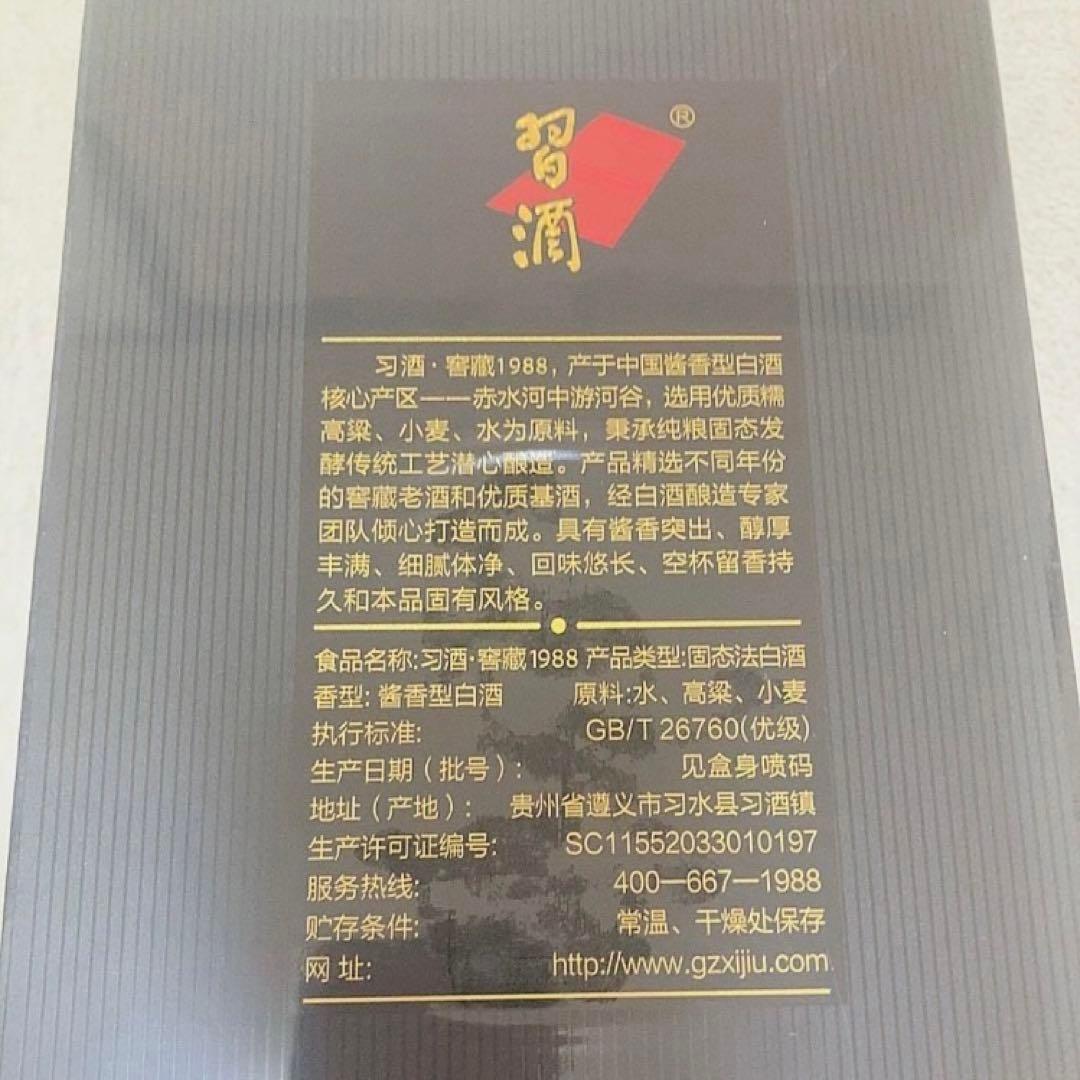 習酒
®
习酒·窖藏1988，产于中国酱香型白酒
核心产区——赤水河中游河谷，选用优质糯
高粱、小麦、水为原料，秉承纯粮固态发
酵传统工艺潜心酿造。产品精选不同年份
的窖藏老酒和优质基酒，经白酒酿造专家
团队倾心打造而成。具有酱香突出、醇厚
丰满、细腻体净、回味悠长、空杯留香持
久和本品固有风格。
食品名称:习酒·窖藏1988 产品类型:固态法白酒
香型: 酱香型白酒 原料:水、高粱、小麦
执行标准: GB/T 26760(优级)
生产日期（批号）: 见盒身喷码
地址（产地）: 贵州省遵义市习水县习酒镇
生产许可证编号: SC11552033010197
服务热线: 400—667—1988
贮存条件: 常温、干燥处保存
网 址: http://www.gzxijiu.com